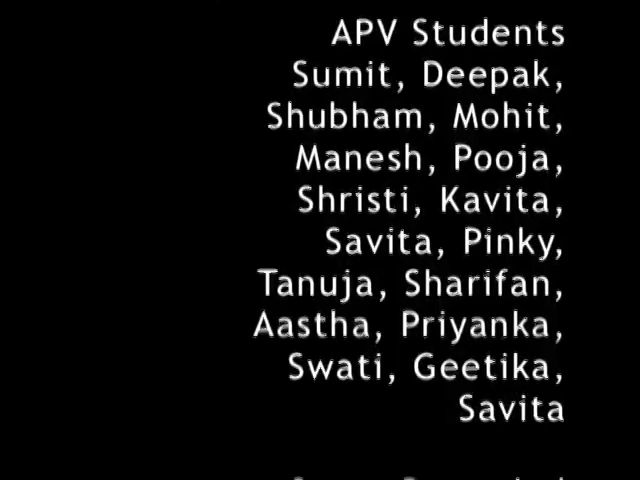 APV Students
Sumit, Deepak,
Shubham, Mohit,
Manesh, Pooja,
Shristi, Kavita,
Savita, Pinky,
Tanuja, Sharifan,
Aastha, Priyanka,
Swati, Geetika,
Savita